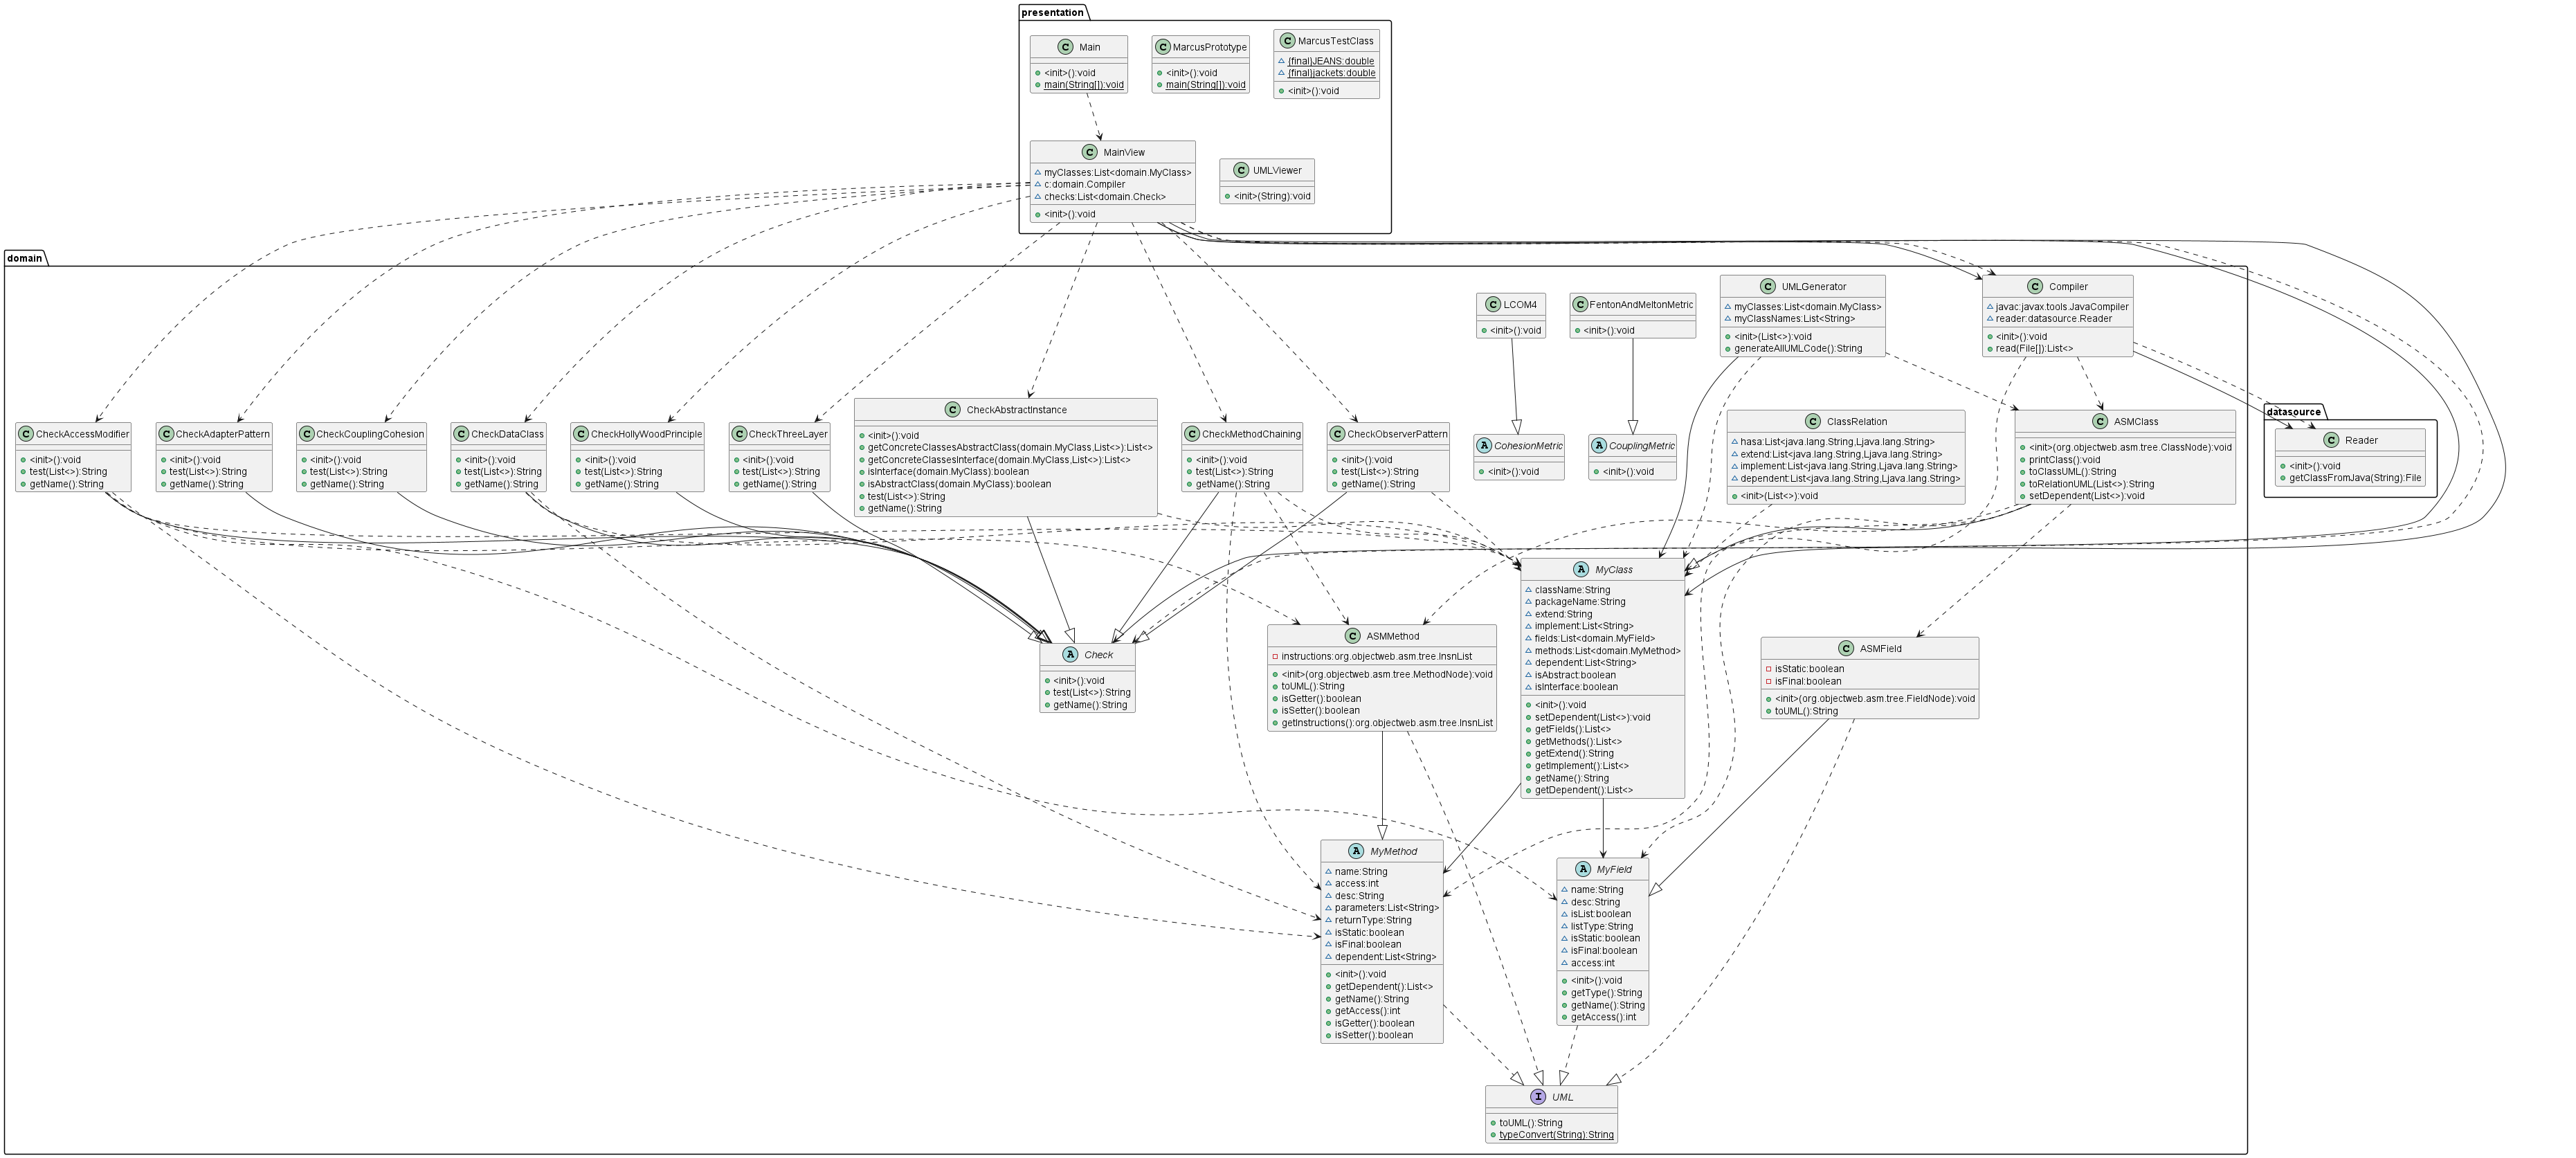 presentation
C Main
<init>():void
main(String[]):void
C MarcusPrototype
<init>():void
main(String[]):void
C MarcusTestClass
{final}JEANS:double
{final}jackets:double
<init>():void
C MainView
myClasses:List<domain.MyClass>
c:domain.Compiler
checks:List<domain.Check>
<init>():void
C UMLViewer
<init>(String):void
domain
C LCOM4
<init>():void
C FentonAndMeltonMetric
<init>():void
C UMLGenerator
myClasses:List<domain.MyClass>
myClassNames:List<String>
<init>(List<>):void
generateAllUMLCode():String
C Compiler
javac:javax.tools.JavaCompiler
reader:datasource.Reader
<init>():void
read(File[]):List<>
C CheckAccessModifier
<init>():void
test(List<>):String
getName():String
C CheckAdapterPattern
<init>():void
test(List<>):String
getName():String
C CheckCouplingCohesion
<init>():void
test(List<>):String
getName():String
C CheckDataClass
<init>():void
test(List<>):String
getName():String
C CheckHollyWoodPrinciple
<init>():void
test(List<>):String
getName():String
C CheckThreeLayer
<init>():void
test(List<>):String
getName():String
C CheckAbstractInstance
<init>():void
getConcreteClassesAbstractClass(domain.MyClass,List<>):List<>
getConcreteClassesInterface(domain.MyClass,List<>):List<>
isInterface(domain.MyClass):boolean
isAbstractClass(domain.MyClass):boolean
test(List<>):String
getName():String
C CheckMethodChaining
<init>():void
test(List<>):String
getName():String
C CheckObserverPattern
<init>():void
test(List<>):String
getName():String
A CohesionMetric
<init>():void
A CouplingMetric
<init>():void
C ClassRelation
hasa:List<java.lang.String,Ljava.lang.String>
extend:List<java.lang.String,Ljava.lang.String>
implement:List<java.lang.String,Ljava.lang.String>
dependent:List<java.lang.String,Ljava.lang.String>
<init>(List<>):void
C ASMClass
<init>(org.objectweb.asm.tree.ClassNode):void
printClass():void
toClassUML():String
toRelationUML(List<>):String
setDependent(List<>):void
datasource
C Reader
<init>():void
getClassFromJava(String):File
A Check
<init>():void
test(List<>):String
getName():String
C ASMMethod
instructions:org.objectweb.asm.tree.InsnList
<init>(org.objectweb.asm.tree.MethodNode):void
toUML():String
isGetter():boolean
isSetter():boolean
getInstructions():org.objectweb.asm.tree.InsnList
A MyClass
className:String
packageName:String
extend:String
implement:List<String>
fields:List<domain.MyField>
methods:List<domain.MyMethod>
dependent:List<String>
isAbstract:boolean
isInterface:boolean
<init>():void
setDependent(List<>):void
getFields():List<>
getMethods():List<>
getExtend():String
getImplement():List<>
getName():String
getDependent():List<>
C ASMField
isStatic:boolean
isFinal:boolean
<init>(org.objectweb.asm.tree.FieldNode):void
toUML():String
A MyMethod
name:String
access:int
desc:String
parameters:List<String>
returnType:String
isStatic:boolean
isFinal:boolean
dependent:List<String>
<init>():void
getDependent():List<>
getName():String
getAccess():int
isGetter():boolean
isSetter():boolean
A MyField
name:String
desc:String
isList:boolean
listType:String
isStatic:boolean
isFinal:boolean
access:int
<init>():void
getType():String
getName():String
getAccess():int
I UML
toUML():String
typeConvert(String):String